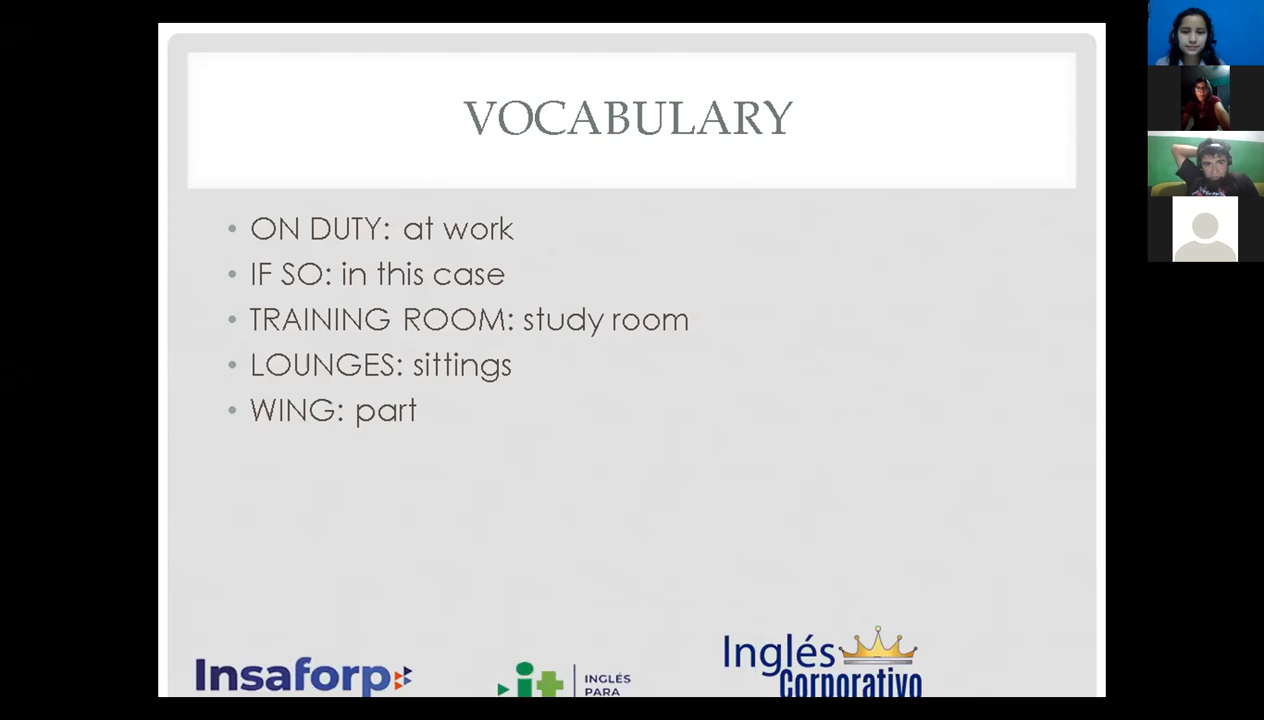 VOCABULARY
• ON DUTY: at work
• IF SO: in this case
• TRAINING ROOM: study room
• LOUNGES: sittings
• WING: part
Insaforp
it
INGLÉS
PARA
Inglés
Corporativo